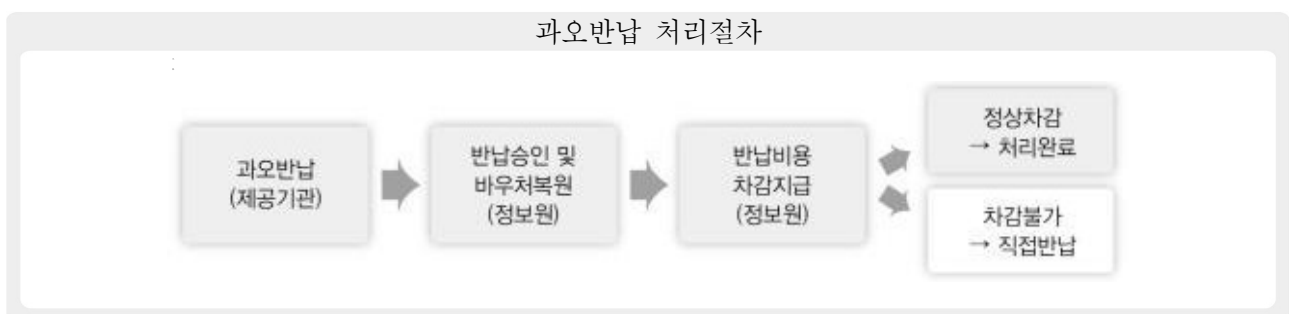 과오반납 처리절차
과오반납
(제공기관)
반납승인 및
바우처복원
(정보원)
반납비용
차감지급
(정보원)
정상차감
→ 처리완료
차감불가
→ 직접반납